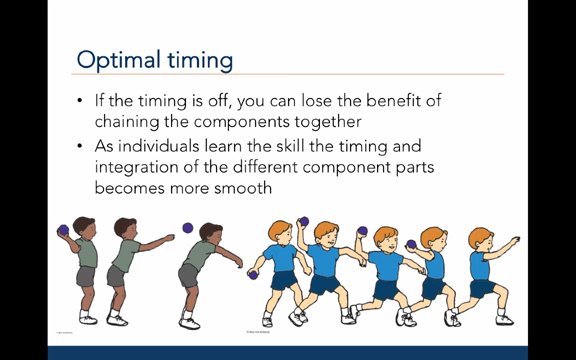 Optimal timing
• If the timing is off, you can lose the benefit of
chaining the components together
• As individuals learn the skill the timing and
integration of the different component parts
becomes more smooth